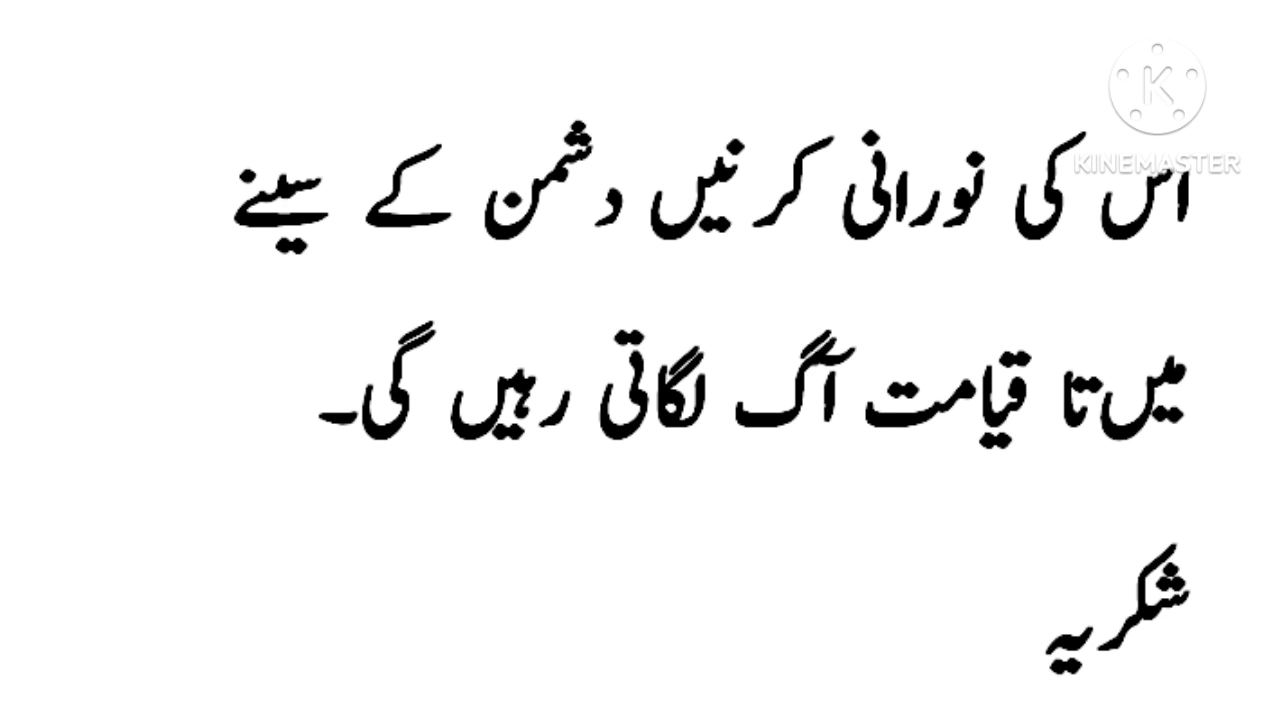 KINEMASTER
اس کی نورانی کرنیں دشمن کے سینے
میں تا قیامت آگ لگاتی رہیں گی۔
شکریہ